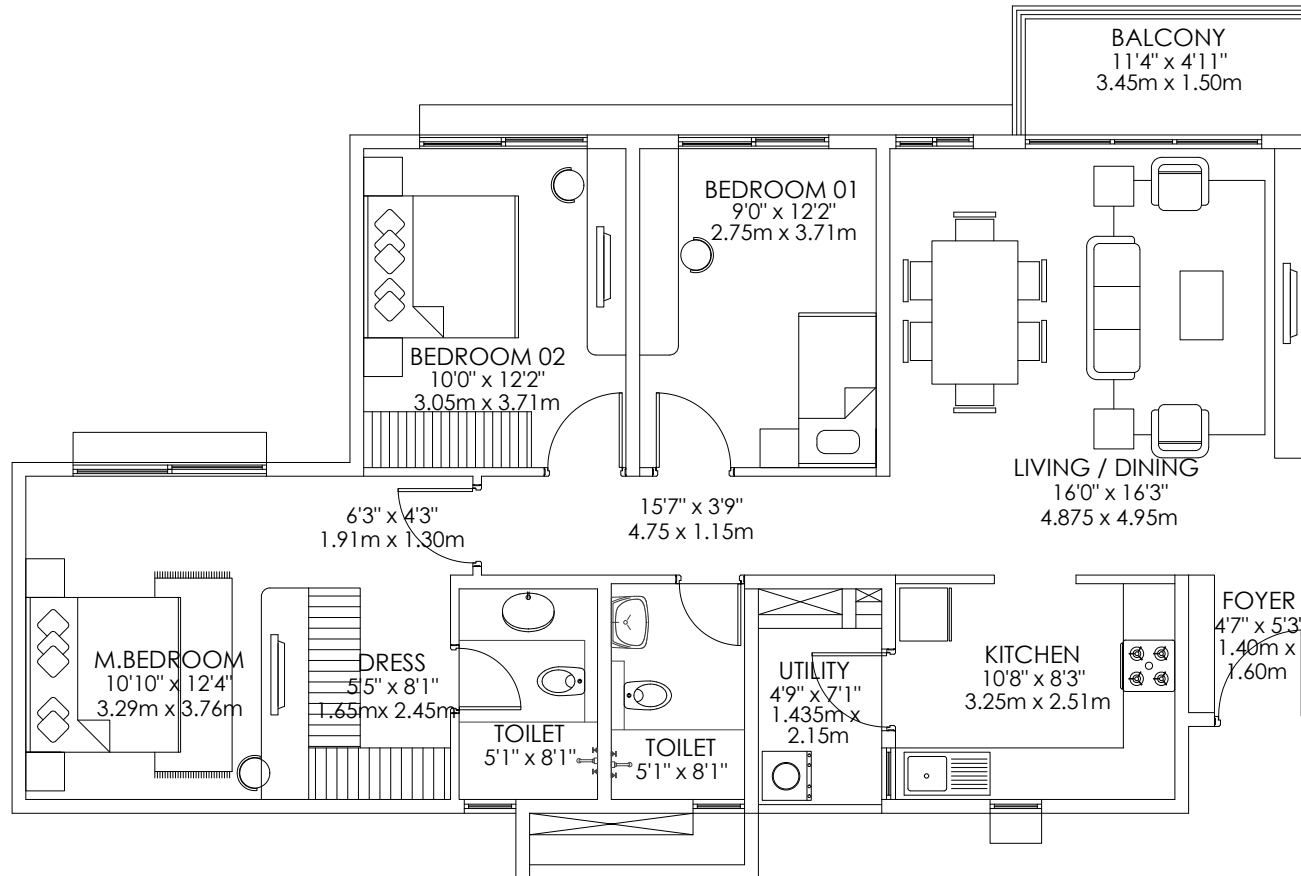 BALCONY
11'4" x 4'11"
3.45m x 1.50m
BEDROOM 01
9'0" x 12'2"
2.75m x 3.71m
BEDROOM 02
10'0" x 12'2"
3.05m x 3.71m
LIVING / DINING
16'0" x 16'3"
4.875 x 4.95m
6'3" x 4'3"
1.91m x 1.30m
15'7" x 3'9"
4.75 x 1.15m
FOYER
4'7" x 5'3"
1.40m x
1.60m
M.BEDROOM
10'10" x 12'4"
3.29m x 3.76m
DRESS
5'5" x 8'1"
1.65mx 2.45m
UTILITY
4'9" x 7'1"
1.435m x
2.15m
KITCHEN
10'8" x 8'3"
3.25m x 2.51m
TOILET
5'1" x 8'1"
TOILET
5'1" x 8'1"